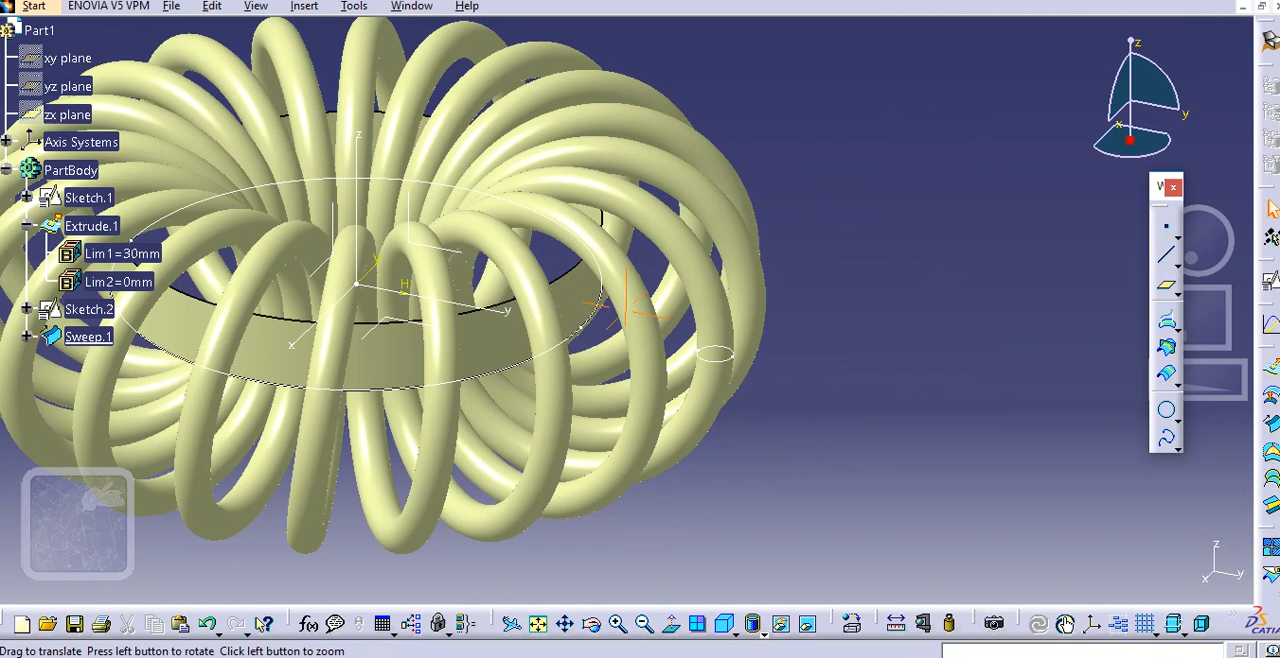 Start ENOVIA V5 VPM File Edit View Insert Tools Window Help
Part1
xy plane
yz plane
zx plane
Axis Systems
PartBody
Sketch.1
Extrude.1
Lim1=30mm
Lim2=0mm
Sketch.2
Sweep.1
z
y
x
H
z
y
x
W
z
x
y
f(x)
CATIA
Drag to translate Press left button to rotate Click left button to zoom